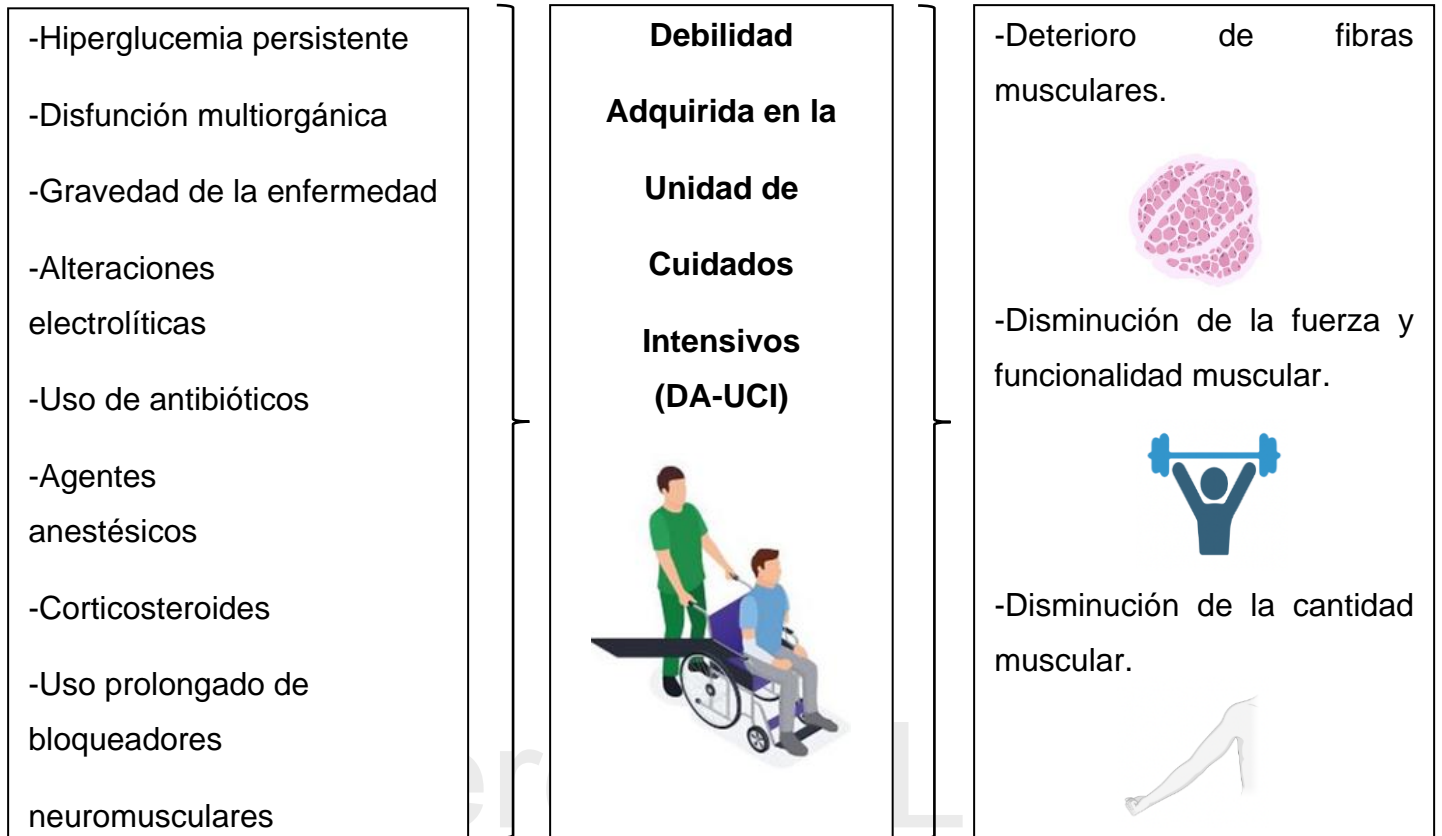 -Hiperglucemia persistente
-Disfunción multiorgánica
-Gravedad de la enfermedad
-Alteraciones
electrolíticas
-Uso de antibióticos
-Agentes
anestésicos
-Corticosteroides
-Uso prolongado de
bloqueadores
neuromusculares
Debilidad
Adquirida en la
Unidad de
Cuidados
Intensivos
(DA-UCI)
-Deterioro de fibras
musculares.
-Disminución de la fuerza y
funcionalidad muscular.
-Disminución de la cantidad
muscular.